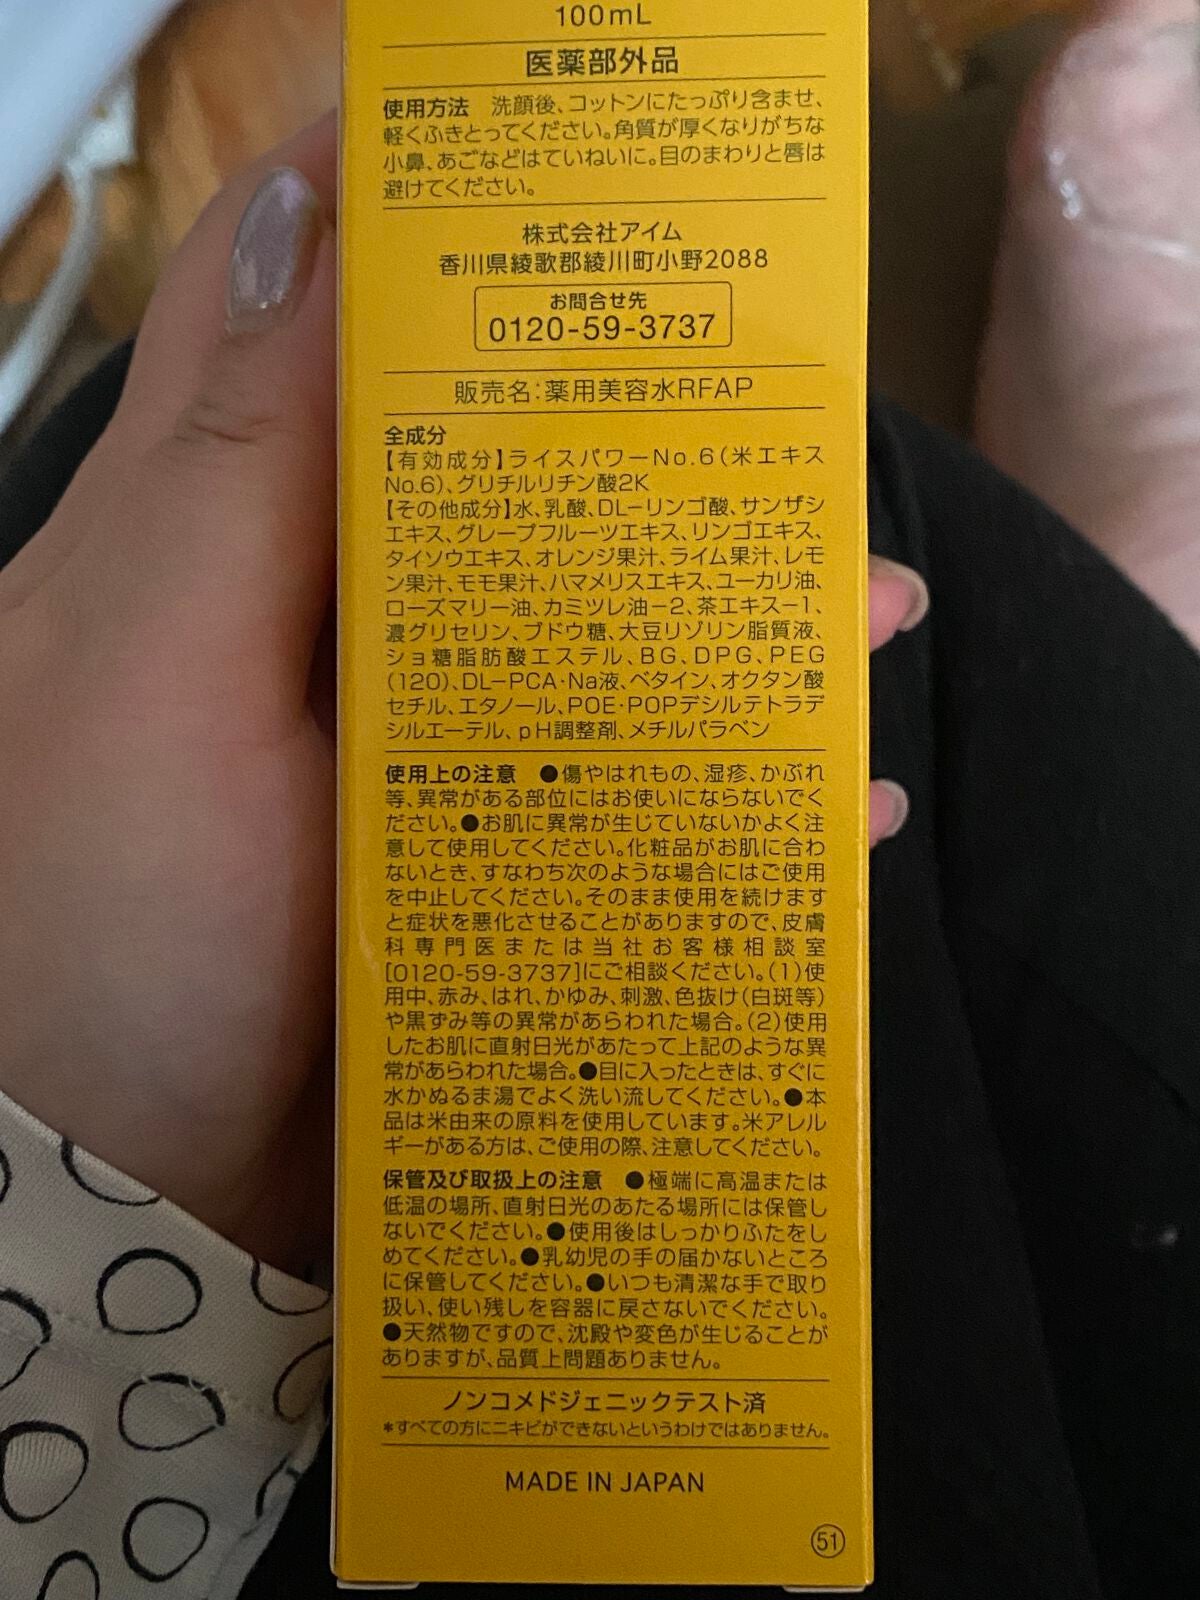 100mL
医薬部外品
使用方法 洗顔後、コットンにたっぷり含ませ、
軽くふきとってください。角質が厚くなりがちな
小鼻、あごなどはていねいに。目のまわりと唇は
避けてください。
株式会社アイム
香川県綾歌郡綾川町小野2088
お問合せ先
0120-59-3737
販売名:薬用美容水RFAP
全成分
【有効成分】ライスパワーNo.6(米エキス
No.6)、グリチルリチン酸2K
【その他成分】水、乳酸、DL-リンゴ酸、サンザシ
エキス、グレープフルーツエキス、リンゴエキス、
タイソウエキス、オレンジ果汁、ライム果汁、レモ
ン果汁、モモ果汁、ハマメリスエキス、ユーカリ油、
ローズマリー油、カミツレ油-2、茶エキス-1、
濃グリセリン、ブドウ糖、大豆リゾリン脂質液、
ショ糖脂肪酸エステル、BG、DPG、PEG
(120)、DL-PCA・Na液、ベタイン、オクタン酸
セチル、エタノール、POE・POPデシルテトラデ
シルエーテル、pH調整剤、メチルパラベン
使用上の注意 ●傷やはれもの、湿疹、かぶれ
等、異常がある部位にはお使いにならないでく
ださい。●お肌に異常が生じていないかよく注
意して使用してください。化粧品がお肌に合わ
ないとき、すなわち次のような場合にはご使用
を中止してください。そのまま使用を続けます
と症状を悪化させることがありますので、皮膚
科専門医または当社お客様相談室
[0120-59-3737]にご相談ください。(1)使
用中、赤み、はれ、かゆみ、刺激、色抜け(白斑等)
や黒ずみ等の異常があらわれた場合。(2)使用
したお肌に直射日光があたって上記のような異
常があらわれた場合。●目に入ったときは、すぐに
水かぬるま湯でよく洗い流してください。●本
品は米由来の原料を使用しています。米アレル
ギーがある方は、ご使用の際、注意してください。
保管及び取扱上の注意 ●極端に高温または
低温の場所、直射日光のあたる場所には保管し
ないでください。●使用後はしっかりふたをし
めてください。●乳幼児の手の届かないところ
に保管してください。●いつも清潔な手で取り
扱い、使い残しを容器に戻さないでください。
●天然物ですので、沈殿や変色が生じることが
ありますが、品質上問題ありません。
ノンコメドジェニックテスト済
*すべての方にニキビができないというわけではありません。
MADE IN JAPAN
51